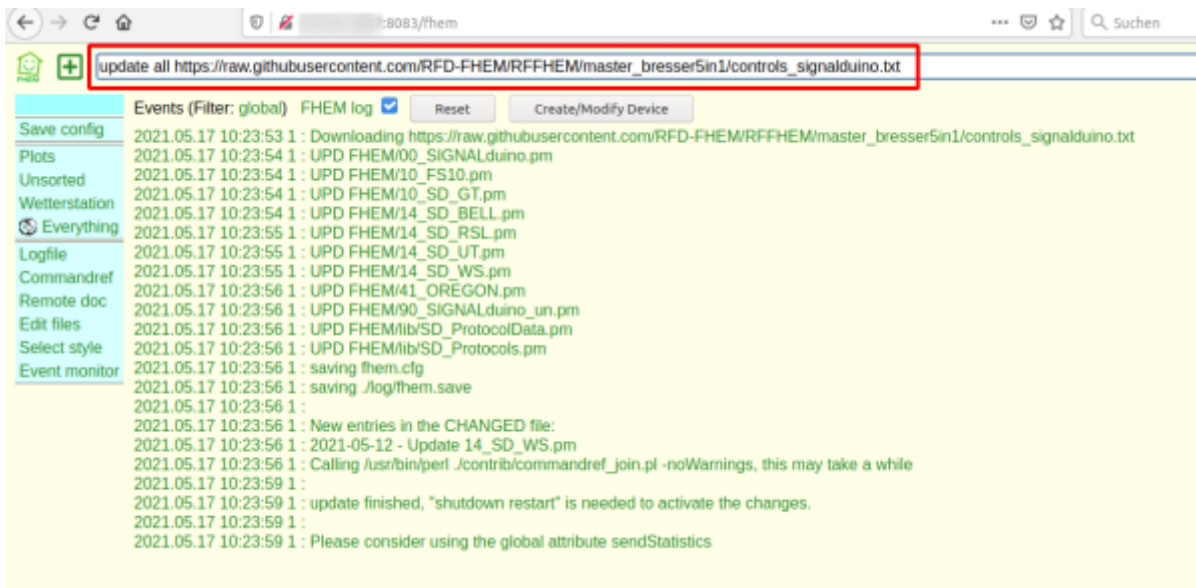 :8083/fhem
Suchen
FHEM
update all https://raw.githubusercontent.com/RFD-FHEM/RFFHEM/master_bresser5in1/controls_signalduino.txt
Events (Filter: global) FHEM log Reset Create/Modify Device
Save config
Plots
Unsorted
Wetterstation
Everything
Logfile
Commandref
Remote doc
Edit files
Select style
Event monitor
2021.05.17 10:23:53 1 : Downloading https://raw.githubusercontent.com/RFD-FHEM/RFFHEM/master_bresser5in1/controls_signalduino.txt
2021.05.17 10:23:54 1 : UPD FHEM/00_SIGNALduino.pm
2021.05.17 10:23:54 1 : UPD FHEM/10_FS10.pm
2021.05.17 10:23:54 1 : UPD FHEM/10_SD_GT.pm
2021.05.17 10:23:54 1 : UPD FHEM/14_SD_BELL.pm
2021.05.17 10:23:55 1 : UPD FHEM/14_SD_RSL.pm
2021.05.17 10:23:55 1 : UPD FHEM/14_SD_UT.pm
2021.05.17 10:23:55 1 : UPD FHEM/14_SD_WS.pm
2021.05.17 10:23:56 1 : UPD FHEM/41_OREGON.pm
2021.05.17 10:23:56 1 : UPD FHEM/90_SIGNALduino_un.pm
2021.05.17 10:23:56 1 : UPD FHEM/lib/SD_ProtocolData.pm
2021.05.17 10:23:56 1 : UPD FHEM/lib/SD_Protocols.pm
2021.05.17 10:23:56 1 : saving fhem.cfg
2021.05.17 10:23:56 1 : saving ./log/fhem.save
2021.05.17 10:23:56 1 :
2021.05.17 10:23:56 1 : New entries in the CHANGED file:
2021.05.17 10:23:56 1 : 2021-05-12 - Update 14_SD_WS.pm
2021.05.17 10:23:56 1 : Calling /usr/bin/perl ./contrib/commandref_join.pl -noWarnings, this may take a while
2021.05.17 10:23:59 1 :
2021.05.17 10:23:59 1 : update finished, "shutdown restart" is needed to activate the changes.
2021.05.17 10:23:59 1 :
2021.05.17 10:23:59 1 : Please consider using the global attribute sendStatistics